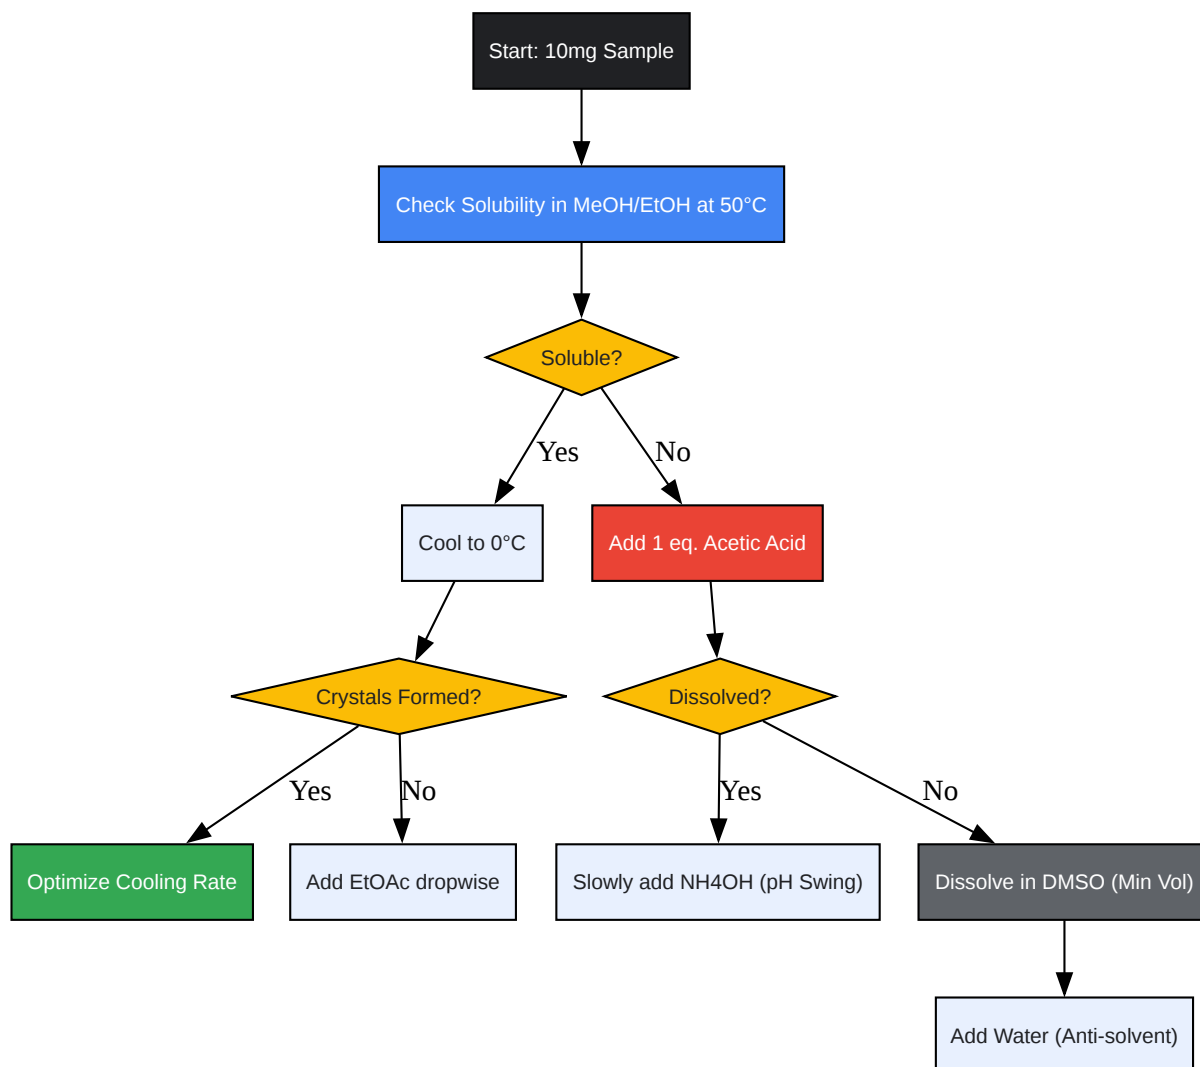 Start: 10mg Sample
Check Solubility in MeOH/EtOH at 50°C
Soluble?
Yes
No
Cool to 0°C
Add 1 eq. Acetic Acid
Crystals Formed?
Dissolved?
Yes
No
Yes
No
Optimize Cooling Rate
Add EtOAc dropwise
Slowly add NH4OH (pH Swing)
Dissolve in DMSO (Min Vol)
Add Water (Anti-solvent)